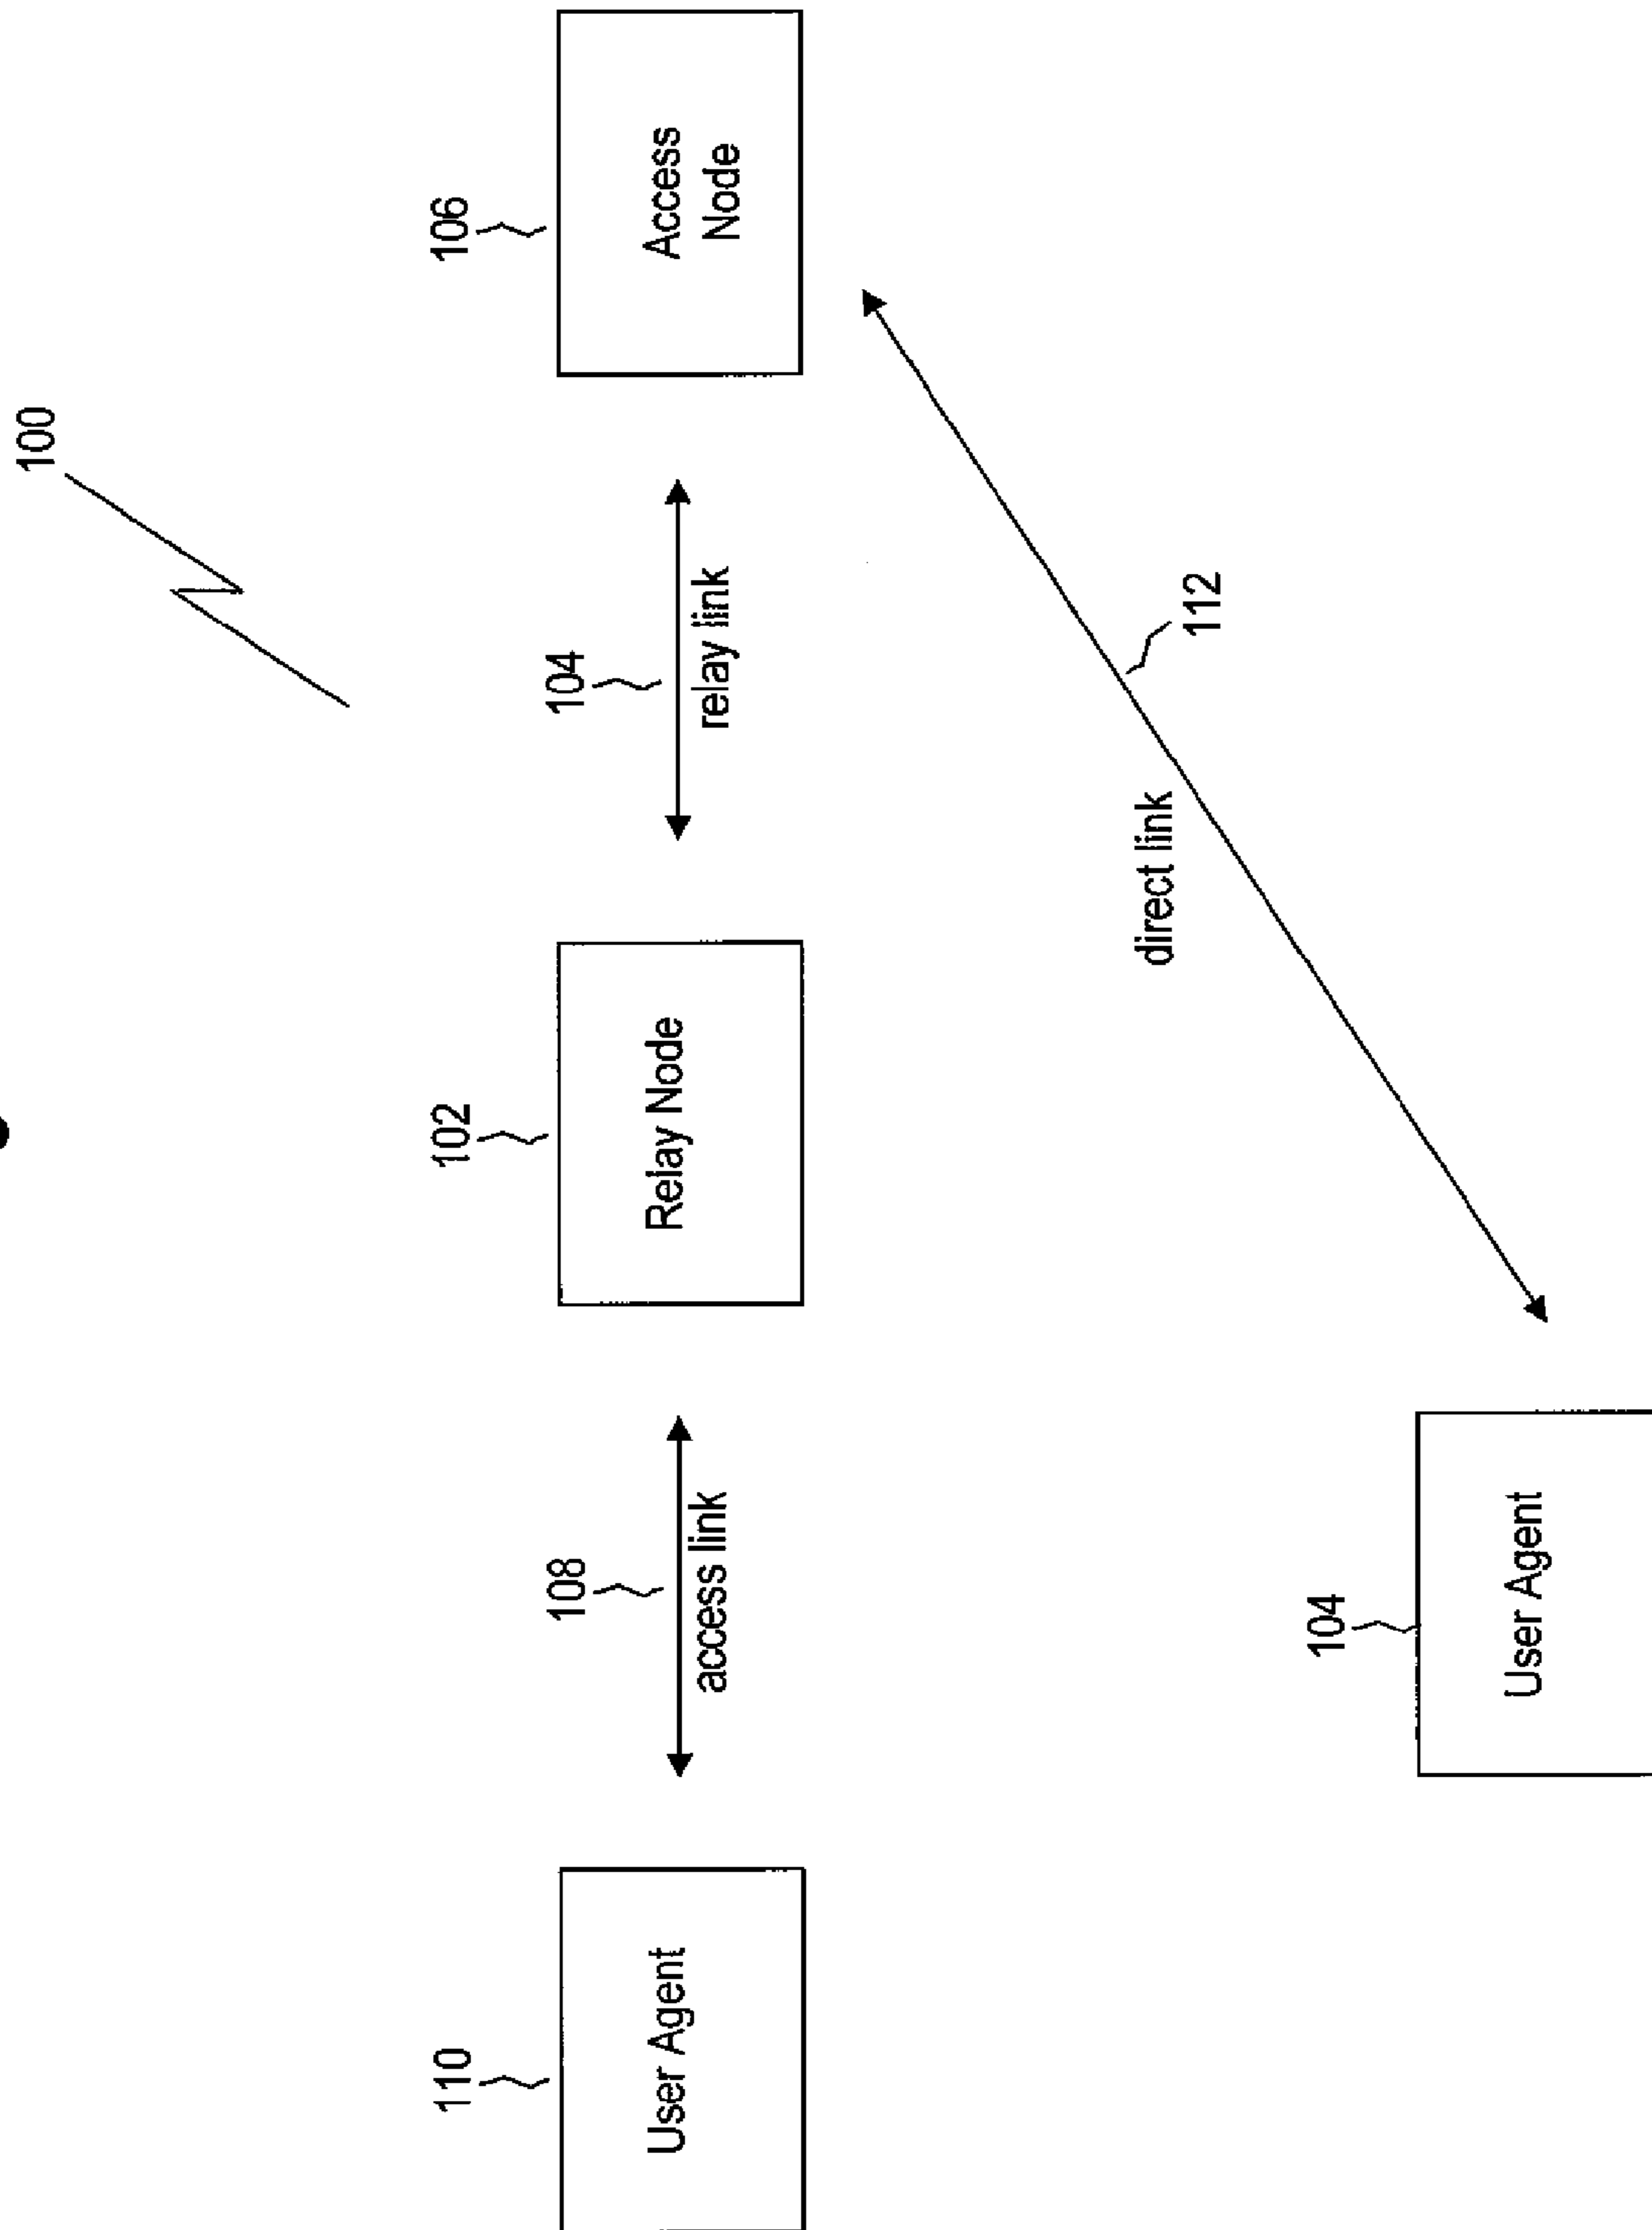 100
110
User Agent
108
access link
102
Relay Node
104
relay link
106
Access
Node
direct link
112
104
User Agent